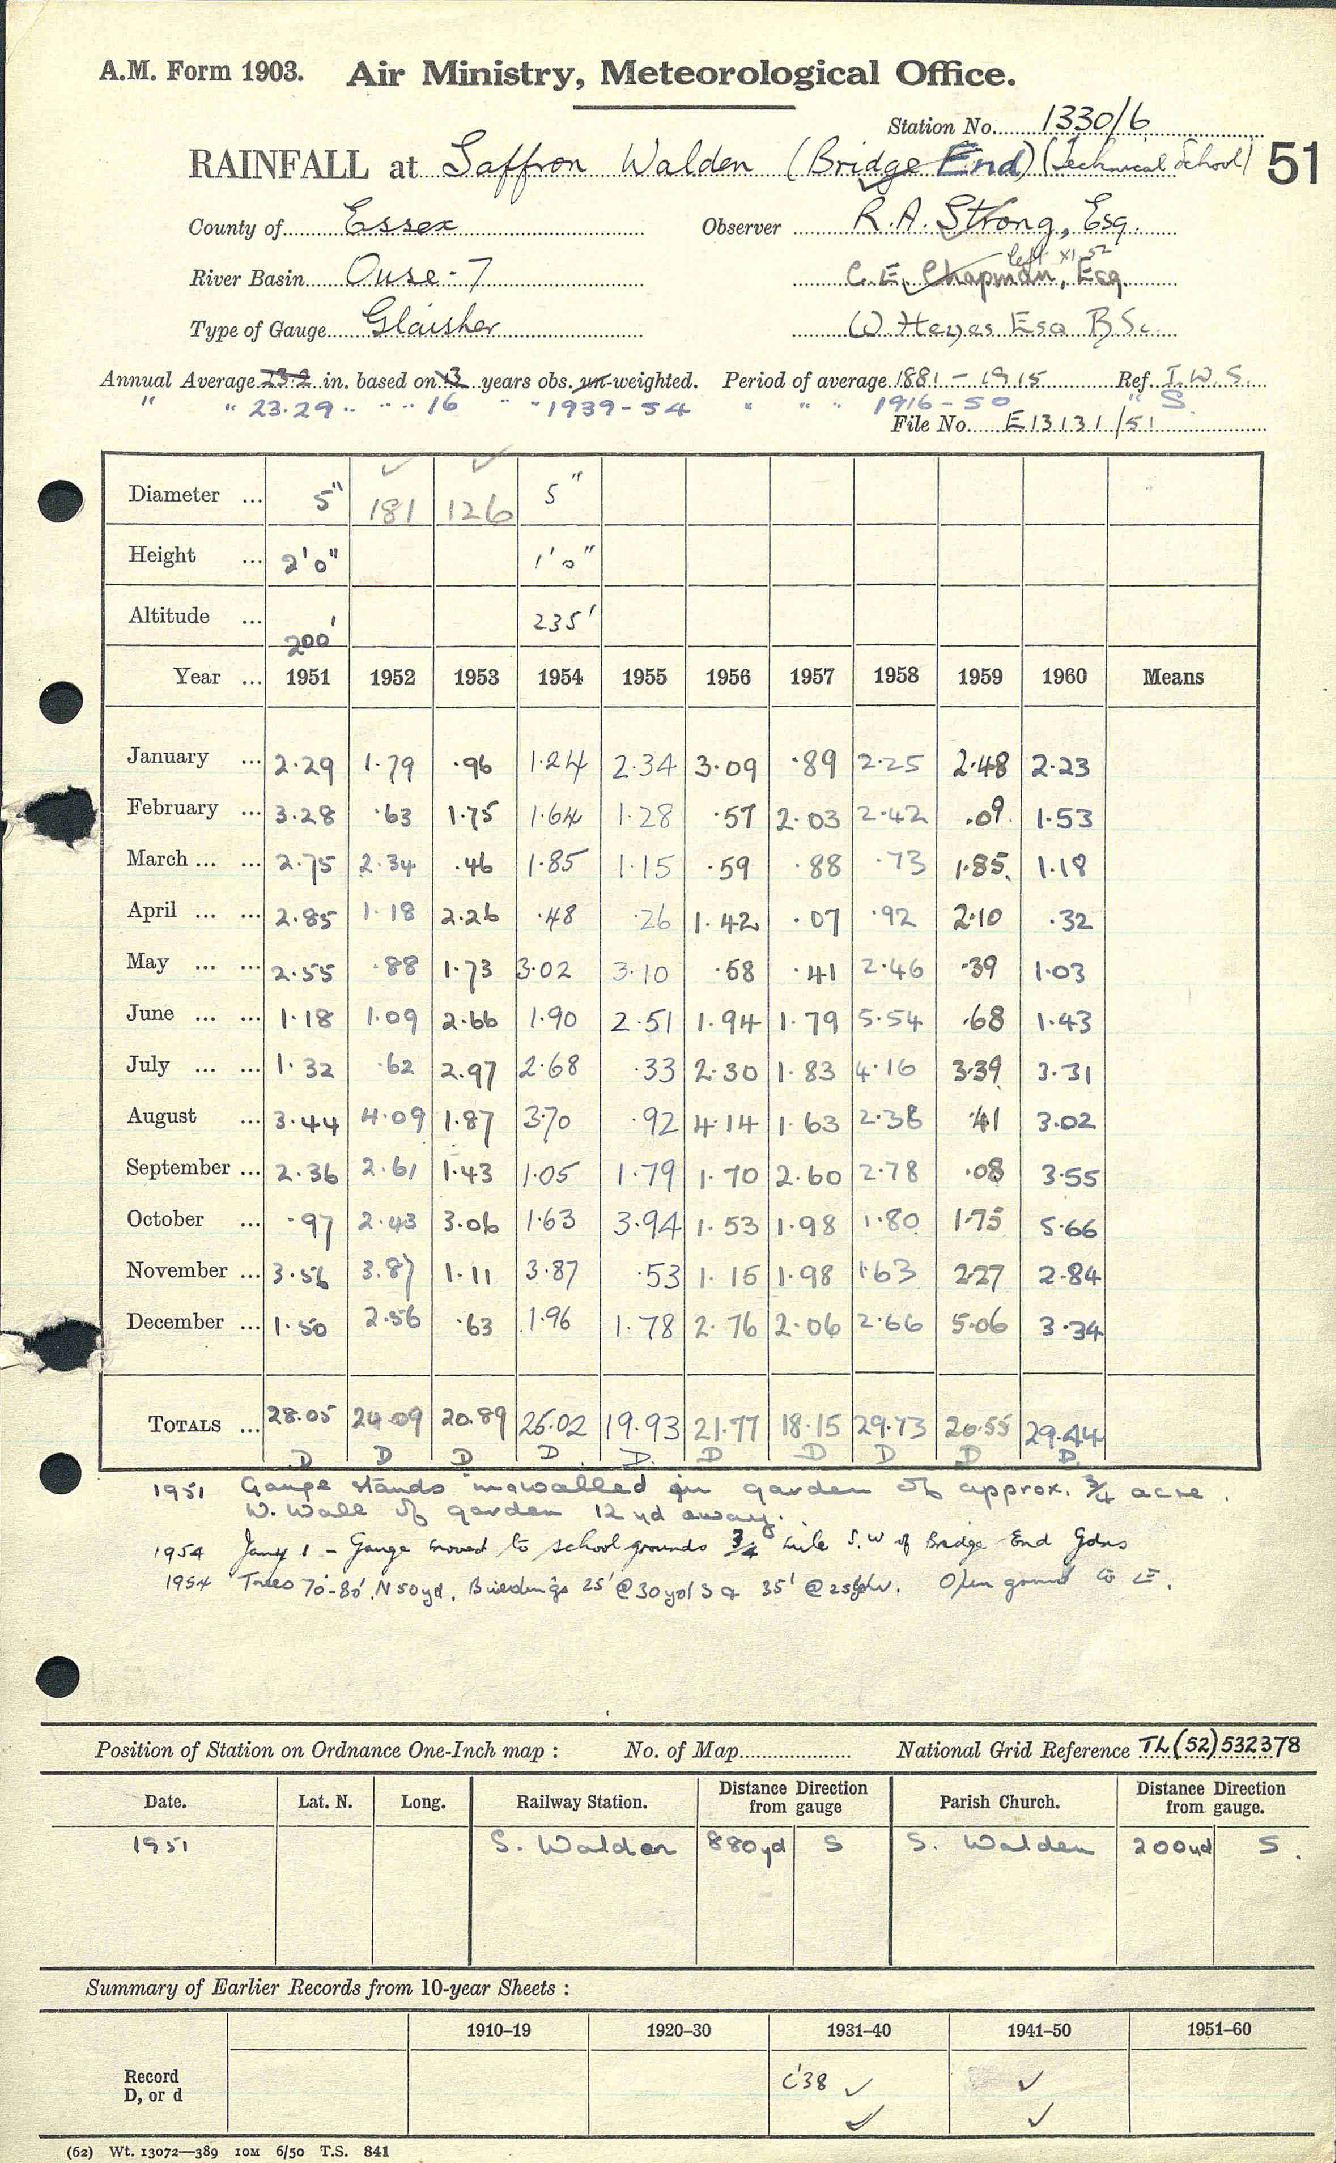 A.M. Form 1903. Air Ministry, Meteorological Office.
Station No. 1330/6
RAINFALL at Saffron Walden (Bridge End) (Technical School) 51
County of Essex Observer R.A. Strong, Esq.
left XI 52
River Basin Ouse-7 C.E. Chapman, Esq.
Type of Gauge Glaisher W. Heyes Esq B.Sc.
Annual Average 23.2 in. based on 13 years obs. un-weighted. Period of average 1881-1915 Ref. I.W.S.
" " 23.29 " " " 16 " " 1939-54 " " " 1916-50 " S.
File No. E13131/51
Diameter ... 5" 181 126 5"
Height ... 2'0" 1'0"
Altitude ... 200' 235'
Year ... 1951 1952 1953 1954 1955 1956 1957 1958 1959 1960 Means
January ... 2.29 1.79 .96 1.24 2.34 3.09 .89 2.25 2.48 2.23
February ... 3.28 .63 1.75 1.64 1.28 .57 2.03 2.42 .09 1.53
March ... ... 2.75 2.34 .46 1.85 1.15 .59 .88 .73 1.85 1.18
April ... ... 2.85 1.18 2.26 .48 .26 1.42 .07 .92 2.10 .32
May ... ... 2.55 .88 1.73 3.02 3.10 .58 .41 2.46 .39 1.03
June ... ... 1.18 1.09 2.66 1.90 2.51 1.94 1.79 5.54 .68 1.43
July ... ... 1.32 .62 2.97 2.68 .33 2.30 1.83 4.16 3.39 3.31
August ... 3.44 4.09 1.87 3.70 .92 4.14 1.63 2.38 .41 3.02
September ... 2.36 2.61 1.43 1.05 1.79 1.70 2.60 2.78 .08 3.55
October ... .97 2.43 3.06 1.63 3.94 1.53 1.98 1.80 1.75 5.66
November ... 3.56 3.87 1.11 3.87 .53 1.15 1.98 1.63 2.27 2.84
December ... 1.50 2.56 .63 1.96 1.78 2.76 2.06 2.66 5.06 3.34
TOTALS ... 28.05 24.09 20.89 25.02 19.93 21.77 18.15 29.73 20.55 29.44
D D D D D D D D D D
1951 Gauge stands in walled in garden of approx. 3/4 acre.
W. Wall of garden 12 yd away.
1954 Jany 1 - Gauge moved to school grounds 3/4 mile S.W of Bridge End Gdns
1954 Trees 70'-80' N 50yd. Buildings 25' @ 30yd S & 35' @ 25yd W. Open ground to E.
Position of Station on Ordnance One-Inch map : No. of Map National Grid Reference TL(52)532378
Date. Lat. N. Long. Railway Station. Distance Direction from gauge Parish Church. Distance Direction from gauge.
1951 S. Walden 880yd S S. Walden 200yd S.
Summary of Earlier Records from 10-year Sheets :
1910–19 1920–30 1931–40 1941–50 1951–60
Record
D, or d
C'38 ✓ ✓
✓ ✓
(62) Wt. 13072—389 10M 6/50 T.S. 841